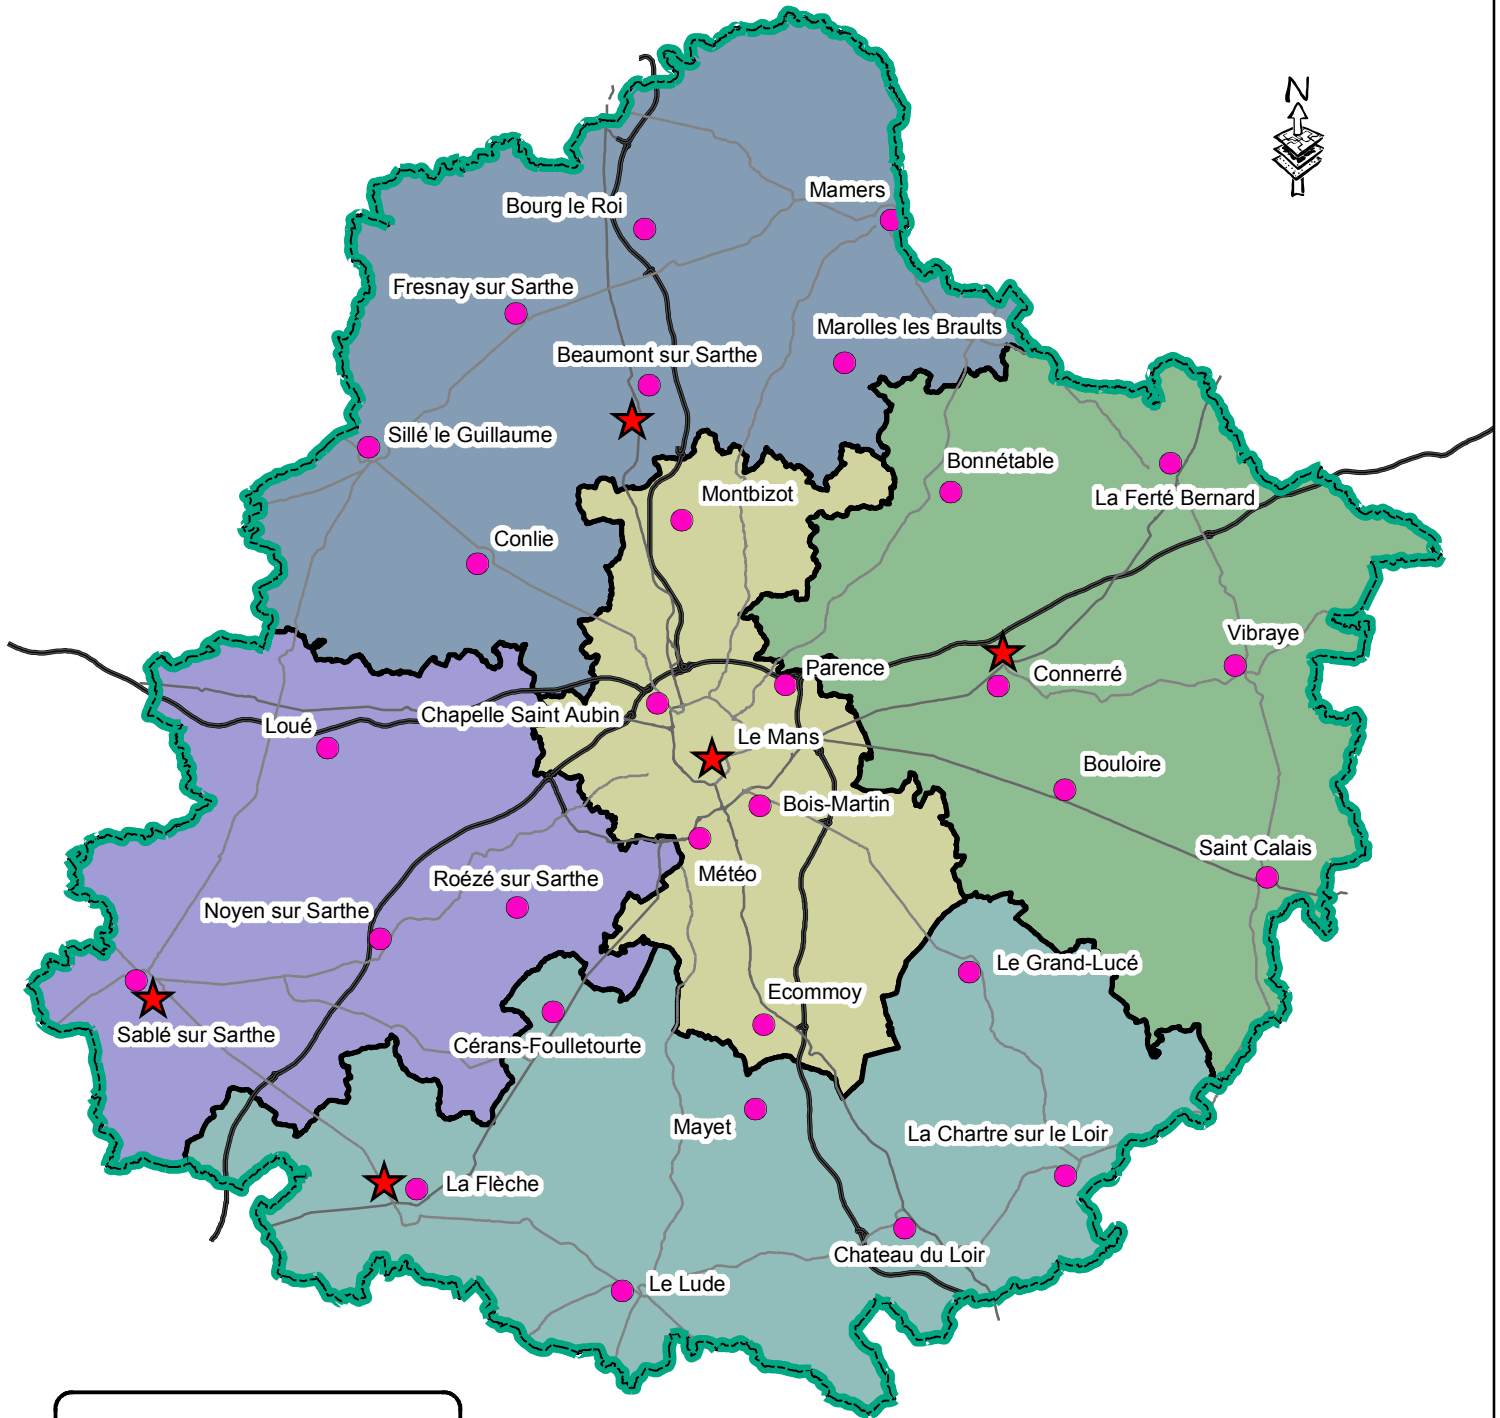 N
Mamers
Bourg le Roi
Fresnay sur Sarthe
Marolles les Braults
Beaumont sur Sarthe
Sillé le Guillaume
Bonnétable
Montbizot
La Ferté Bernard
Conlie
Vibraye
Parence
Connerré
Chapelle Saint Aubin
Loué
Le Mans
Bouloire
Bois-Martin
Saint Calais
Météo
Roézé sur Sarthe
Noyen sur Sarthe
Le Grand-Lucé
Ecommoy
Sablé sur Sarthe
Cérans-Foulletourte
Mayet
La Chartre sur le Loir
La Flèche
Chateau du Loir
Le Lude